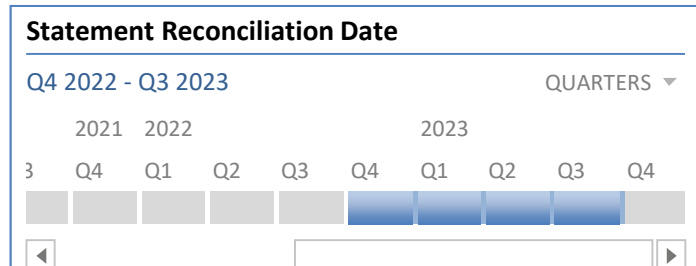 Statement Reconciliation Date
Q4 2022 - Q3 2023 QUARTERS
2021 2022 2023
Q4 Q1 Q2 Q3 Q4 Q1 Q2 Q3 Q4